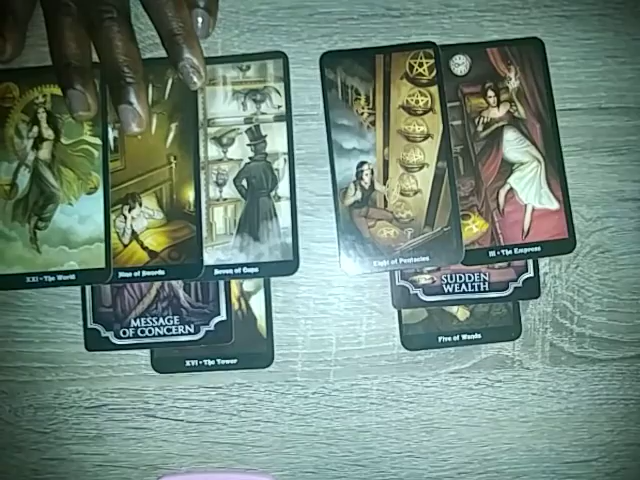 XXI • The World
Nine of Swords
Seven of Cups
MESSAGE
OF CONCERN
XVI • The Tower
Eight of Pentacles
III • The Empress
SUDDEN
WEALTH
Five of Wands